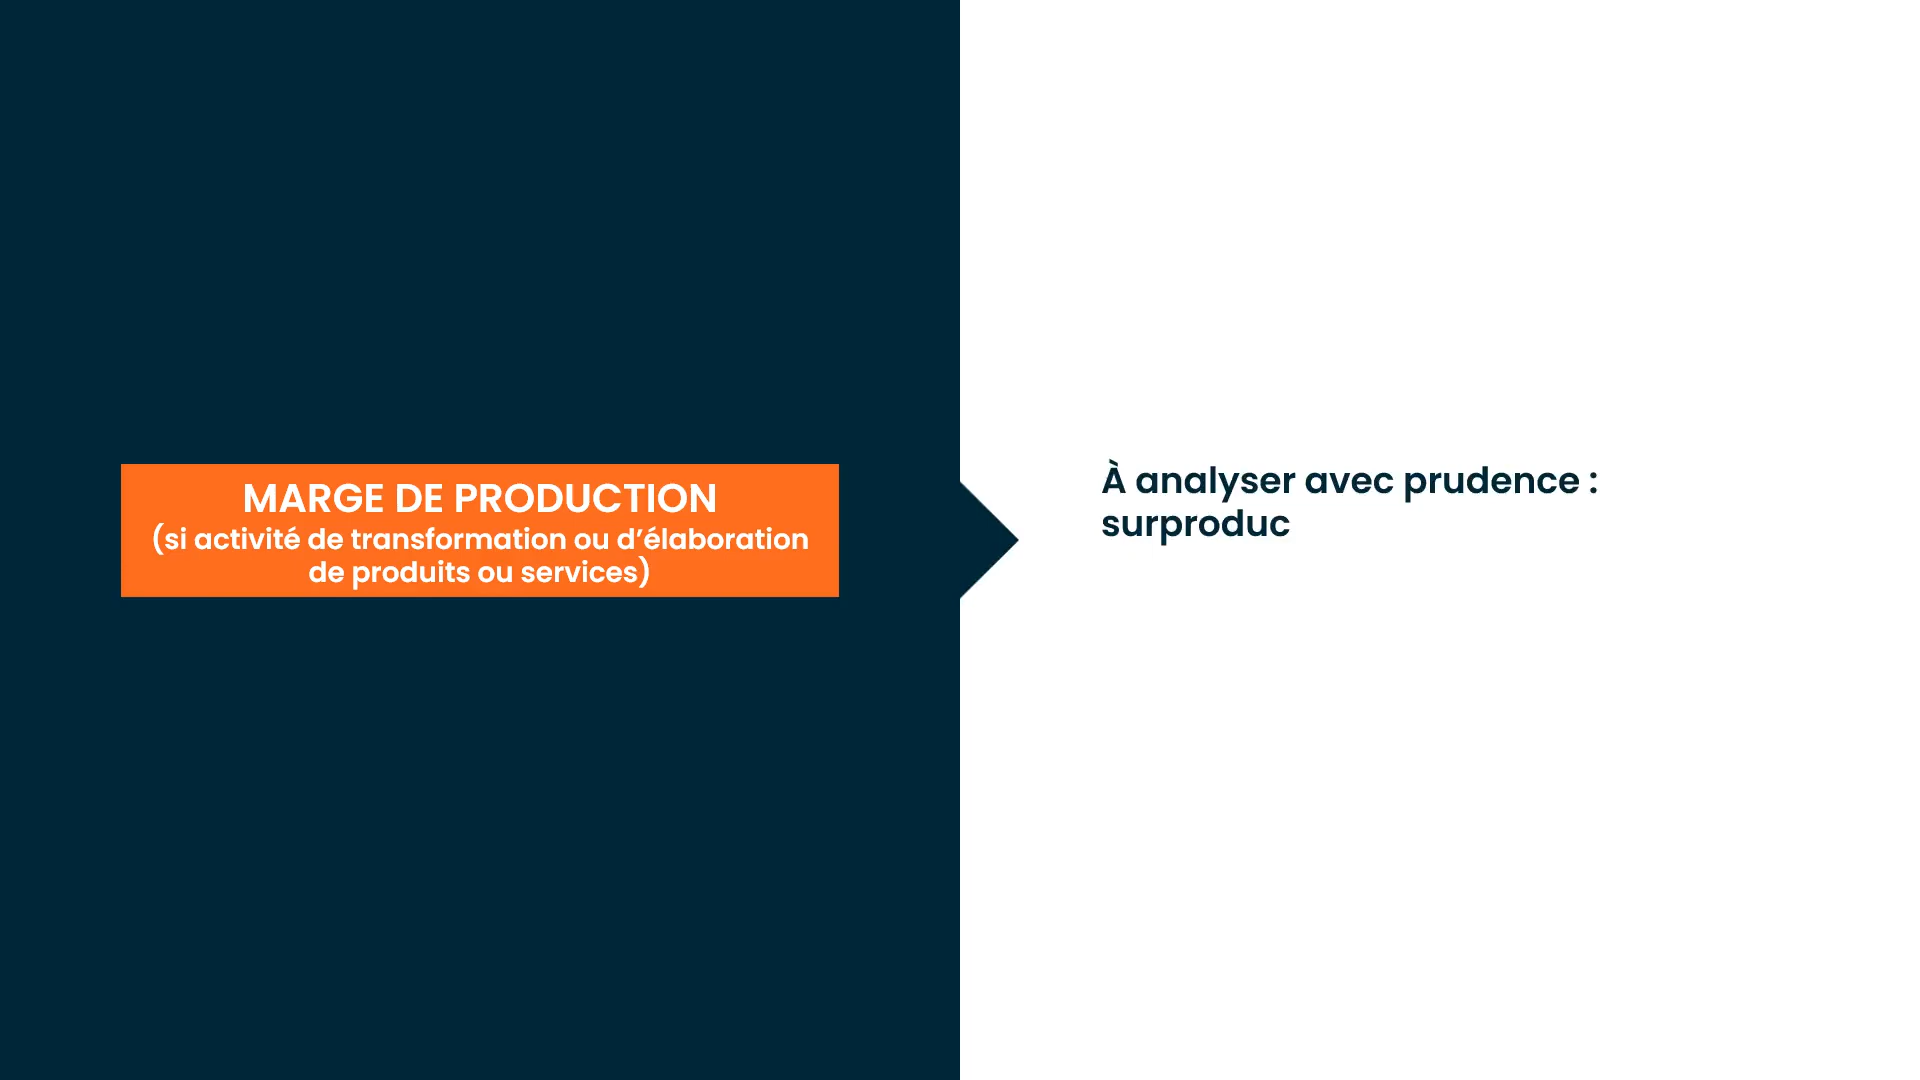 MARGE DE PRODUCTION
(si activité de transformation ou d’élaboration
de produits ou services)
À analyser avec prudence :
surproduc